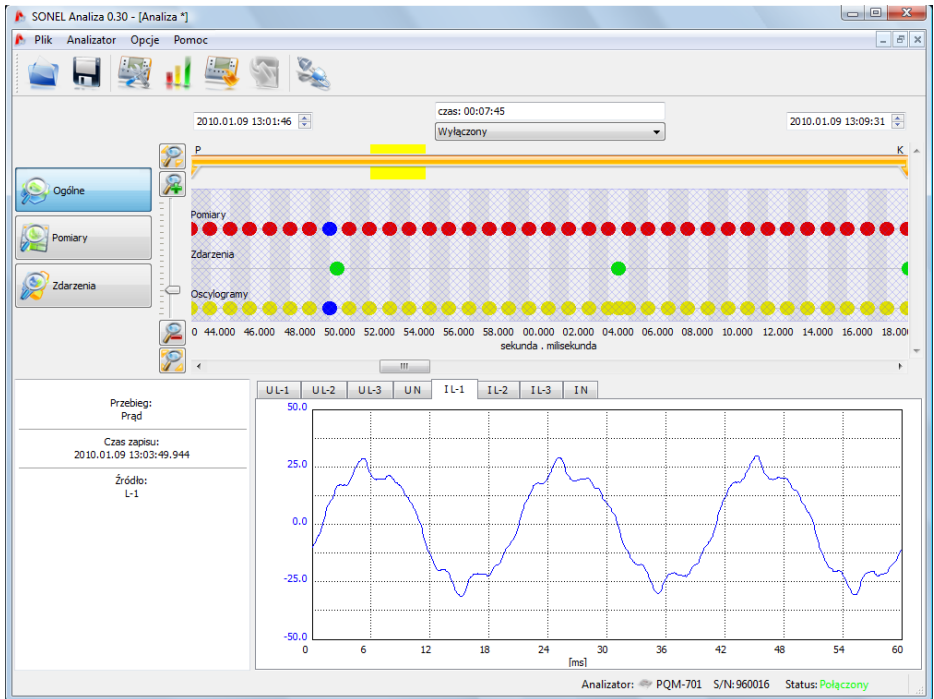 SONEL Analiza 0.30 - [Analiza *]
Plik Analizator Opcje Pomoc
2010.01.09 13:01:46
czas: 00:07:45
Wyłączony
2010.01.09 13:09:31
P K
Ogólne
Pomiary
Zdarzenia
Pomiary
Zdarzenia
Oscylogramy
0 44.000 46.000 48.000 50.000 52.000 54.000 56.000 58.000 00.000 02.000 04.000 06.000 08.000 10.000 12.000 14.000 16.000 18.00
sekunda . milisekunda
Przebieg:
Prąd
Czas zapisu:
2010.01.09 13:03:49.944
Źródło:
L-1
U L-1 U L-2 U L-3 U N I L-1 I L-2 I L-3 I N
50.0
25.0
0.0
-25.0
-50.0
0 6 12 18 24 30 36 42 48 54 60
[ms]
Analizator: PQM-701 S/N: 960016 Status: Połączony